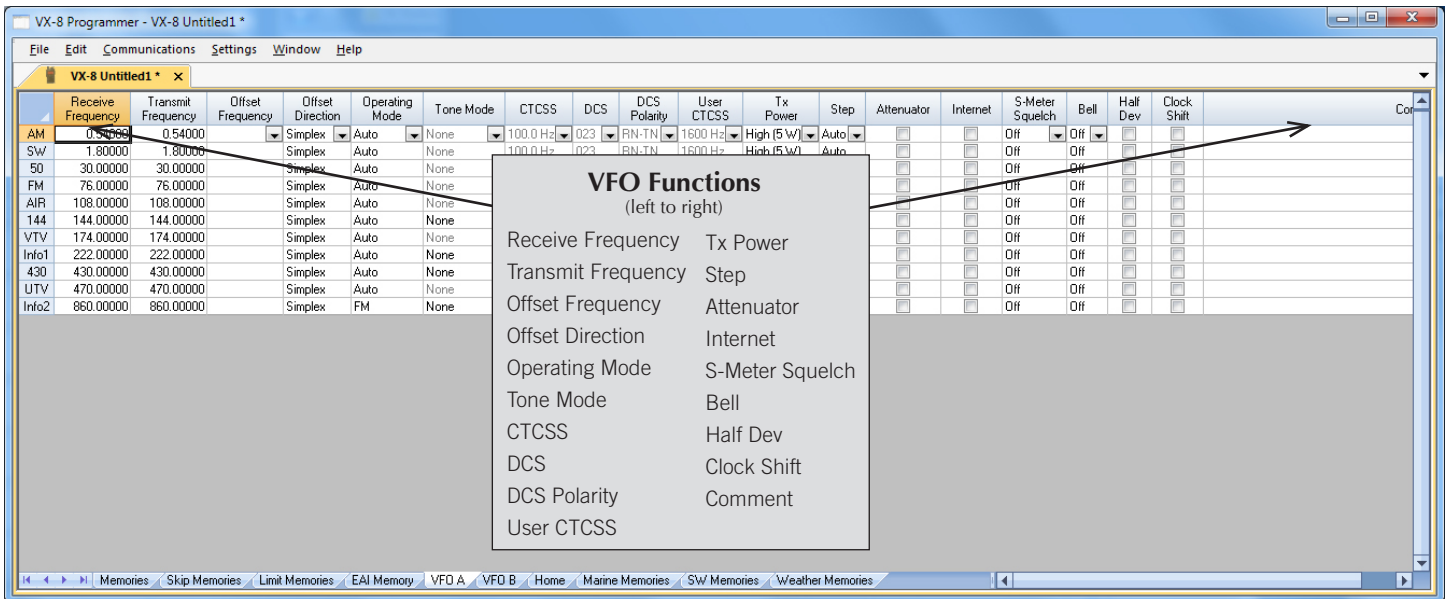 VX-8 Programmer - VX-8 Untitled1 *
File Edit Communications Settings Window Help
VX-8 Untitled1 * x
Receive Frequency Transmit Frequency Offset Frequency Offset Direction Operating Mode Tone Mode CTCSS DCS DCS Polarity User CTCSS Tx Power Step Attenuator Internet S-Meter Squelch Bell Half Dev Clock Shift Con
AM 0.54000 0.54000 Simplex Auto None 100.0 Hz 023 RN-TN 1600 Hz High (5 W) Auto Off Off
SW 1.80000 1.80000 Simplex Auto None 100.0 Hz 023 RN-TN 1600 Hz High (5 W) Auto Off Off
50 30.00000 30.00000 Simplex Auto None Off Off
FM 76.00000 76.00000 Simplex Auto None Off Off
AIR 108.00000 108.00000 Simplex Auto None Off Off
144 144.00000 144.00000 Simplex Auto None Off Off
VTV 174.00000 174.00000 Simplex Auto None Off Off
Info1 222.00000 222.00000 Simplex Auto None Off Off
430 430.00000 430.00000 Simplex Auto None Off Off
UTV 470.00000 470.00000 Simplex Auto None Off Off
Info2 860.00000 860.00000 Simplex FM None Off Off
VFO Functions
(left to right)
Receive Frequency
Transmit Frequency
Offset Frequency
Offset Direction
Operating Mode
Tone Mode
CTCSS
DCS
DCS Polarity
User CTCSS
Tx Power
Step
Attenuator
Internet
S-Meter Squelch
Bell
Half Dev
Clock Shift
Comment
Memories Skip Memories Limit Memories EAI Memory VFO A VFO B Home Marine Memories SW Memories Weather Memories